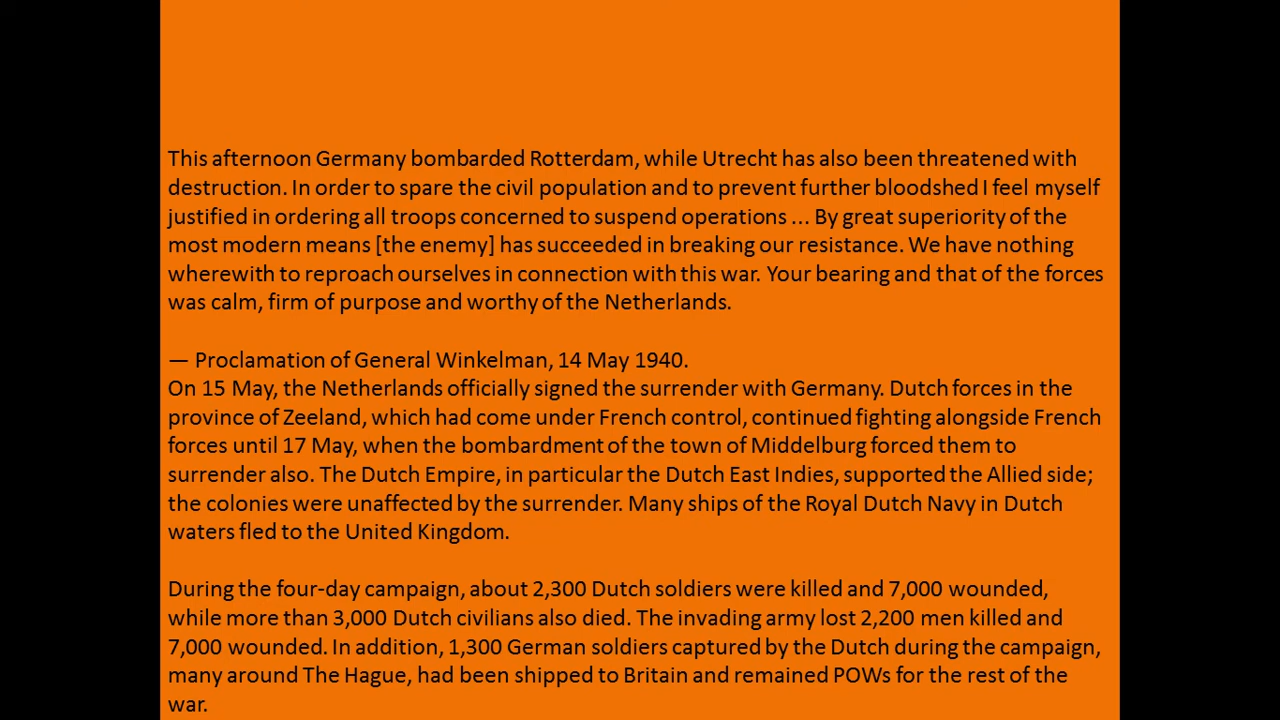 This afternoon Germany bombarded Rotterdam, while Utrecht has also been threatened with
destruction. In order to spare the civil population and to prevent further bloodshed I feel myself
justified in ordering all troops concerned to suspend operations ... By great superiority of the
most modern means [the enemy] has succeeded in breaking our resistance. We have nothing
wherewith to reproach ourselves in connection with this war. Your bearing and that of the forces
was calm, firm of purpose and worthy of the Netherlands.
— Proclamation of General Winkelman, 14 May 1940.
On 15 May, the Netherlands officially signed the surrender with Germany. Dutch forces in the
province of Zeeland, which had come under French control, continued fighting alongside French
forces until 17 May, when the bombardment of the town of Middelburg forced them to
surrender also. The Dutch Empire, in particular the Dutch East Indies, supported the Allied side;
the colonies were unaffected by the surrender. Many ships of the Royal Dutch Navy in Dutch
waters fled to the United Kingdom.
During the four-day campaign, about 2,300 Dutch soldiers were killed and 7,000 wounded,
while more than 3,000 Dutch civilians also died. The invading army lost 2,200 men killed and
7,000 wounded. In addition, 1,300 German soldiers captured by the Dutch during the campaign,
many around The Hague, had been shipped to Britain and remained POWs for the rest of the
war.